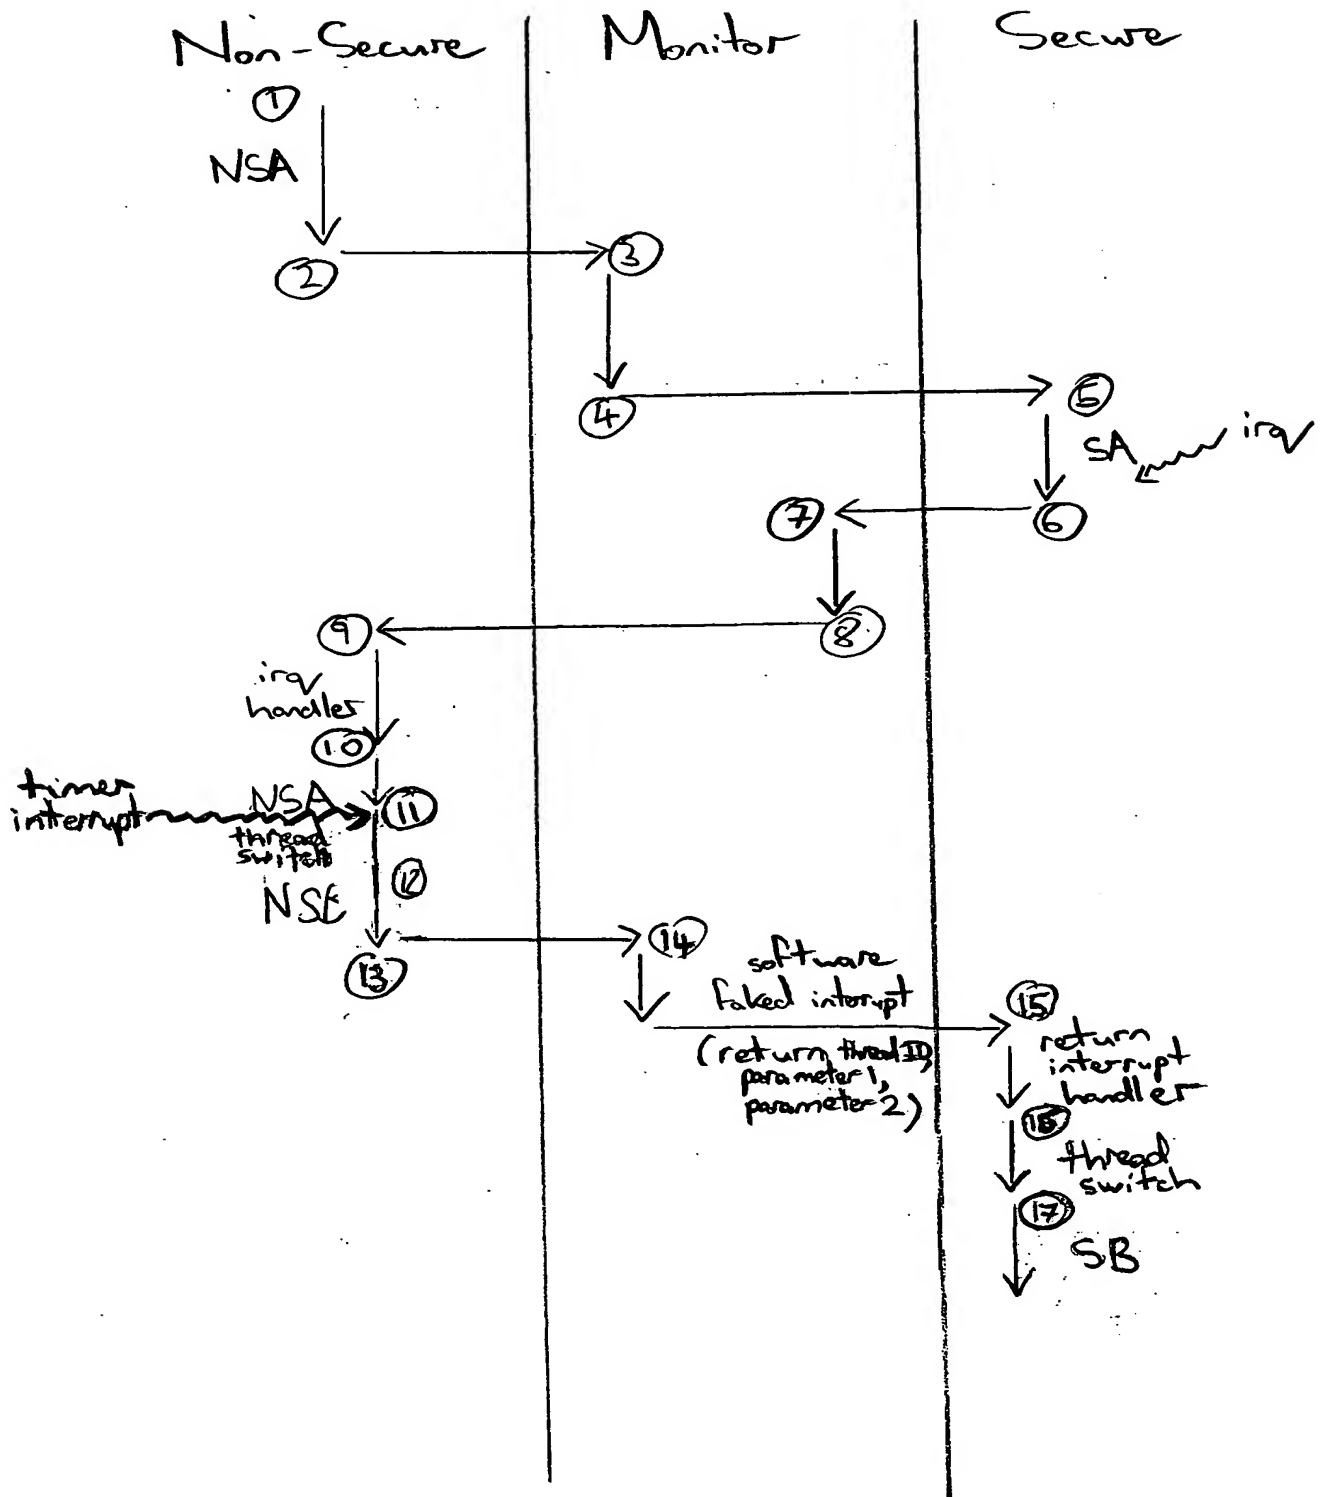 Non-Secure Monitor Secure
1
NSA
2
3
4
5
SA
irq
6
7
8
9
irq
handler
10
timer
interrupt
NSA
thread
switch
11
12
13
14
software
faked interrupt
(return, thread ID,
parameter 1,
parameter 2)
15
return
interrupt
handler
16
thread
switch
17
SB